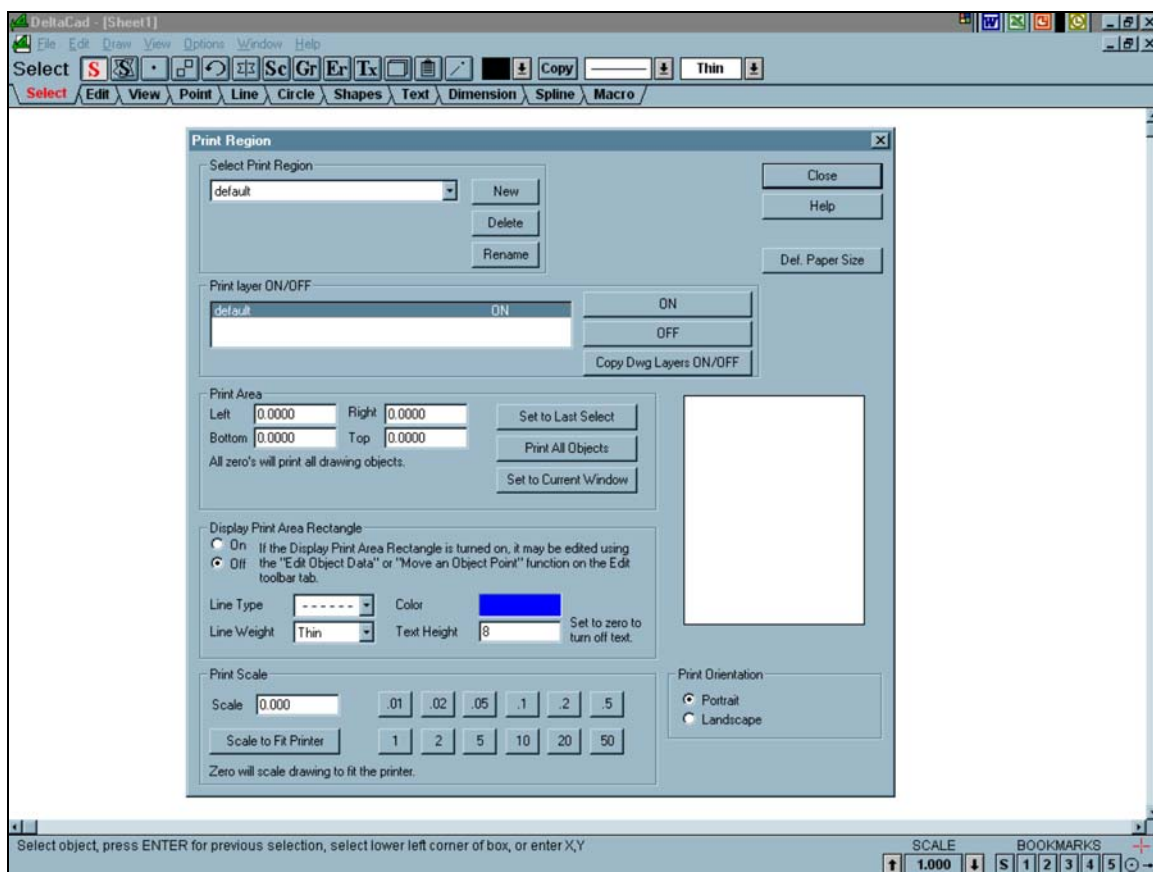 DeltaCad - [Sheet1]
File Edit Draw View Options Window Help
Select S S Sc Gr Er Tx Copy Thin
Select Edit View Point Line Circle Shapes Text Dimension Spline Macro
Print Region
Select Print Region
default
New
Delete
Rename
Close
Help
Def. Paper Size
Print layer ON/OFF
default ON
ON
OFF
Copy Dwg Layers ON/OFF
Print Area
Left 0.0000 Right 0.0000
Bottom 0.0000 Top 0.0000
All zero's will print all drawing objects.
Set to Last Select
Print All Objects
Set to Current Window
Display Print Area Rectangle
On
Off
If the Display Print Area Rectangle is turned on, it may be edited using
the "Edit Object Data" or "Move an Object Point" function on the Edit
toolbar tab.
Line Type Color
Line Weight Thin Text Height 8
Set to zero to
turn off text.
Print Scale
Scale 0.000 .01 .02 .05 .1 .2 .5
Scale to Fit Printer 1 2 5 10 20 50
Zero will scale drawing to fit the printer.
Print Orientation
Portrait
Landscape
Select object, press ENTER for previous selection, select lower left corner of box, or enter X,Y
SCALE BOOKMARKS
1.000 S 1 2 3 4 5